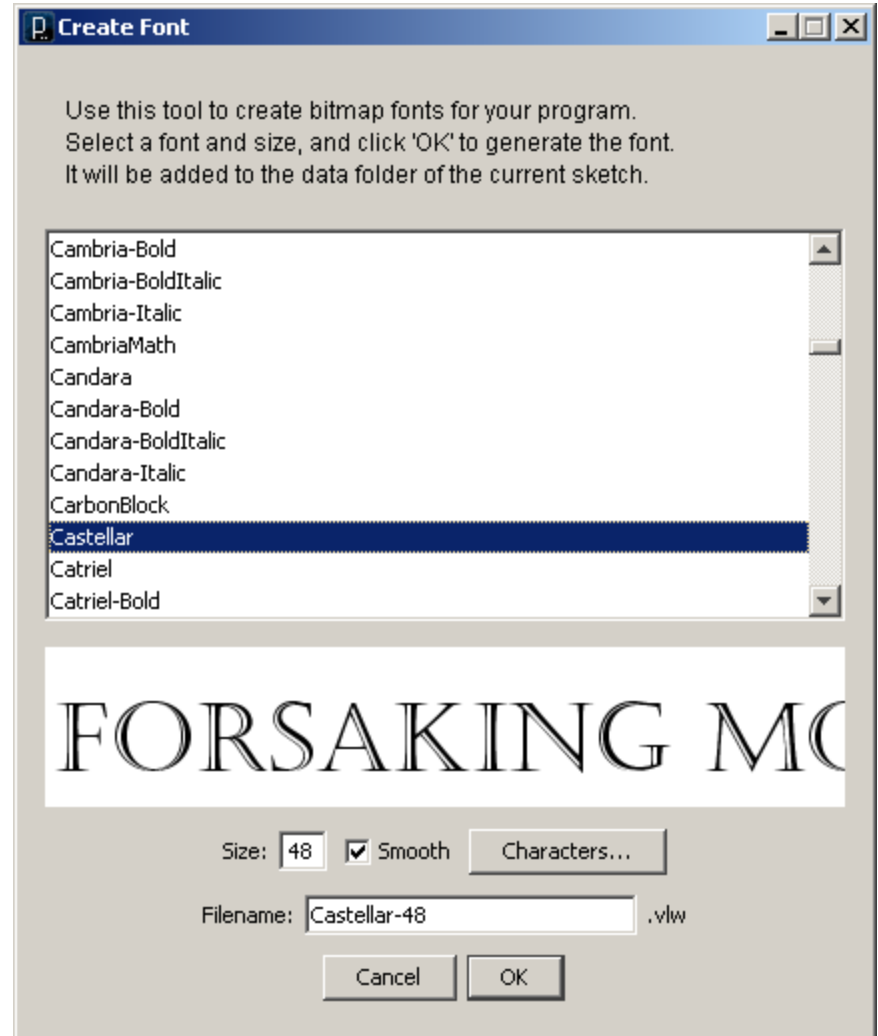 Create Font
Use this tool to create bitmap fonts for your program.
Select a font and size, and click 'OK' to generate the font.
It will be added to the data folder of the current sketch.
Cambria-Bold
Cambria-BoldItalic
Cambria-Italic
CambriaMath
Candara
Candara-Bold
Candara-BoldItalic
Candara-Italic
CarbonBlock
Castellar
Catriel
Catriel-Bold
FORSAKING MO
Size: 48 Smooth Characters...
Filename: Castellar-48 .vlw
Cancel OK